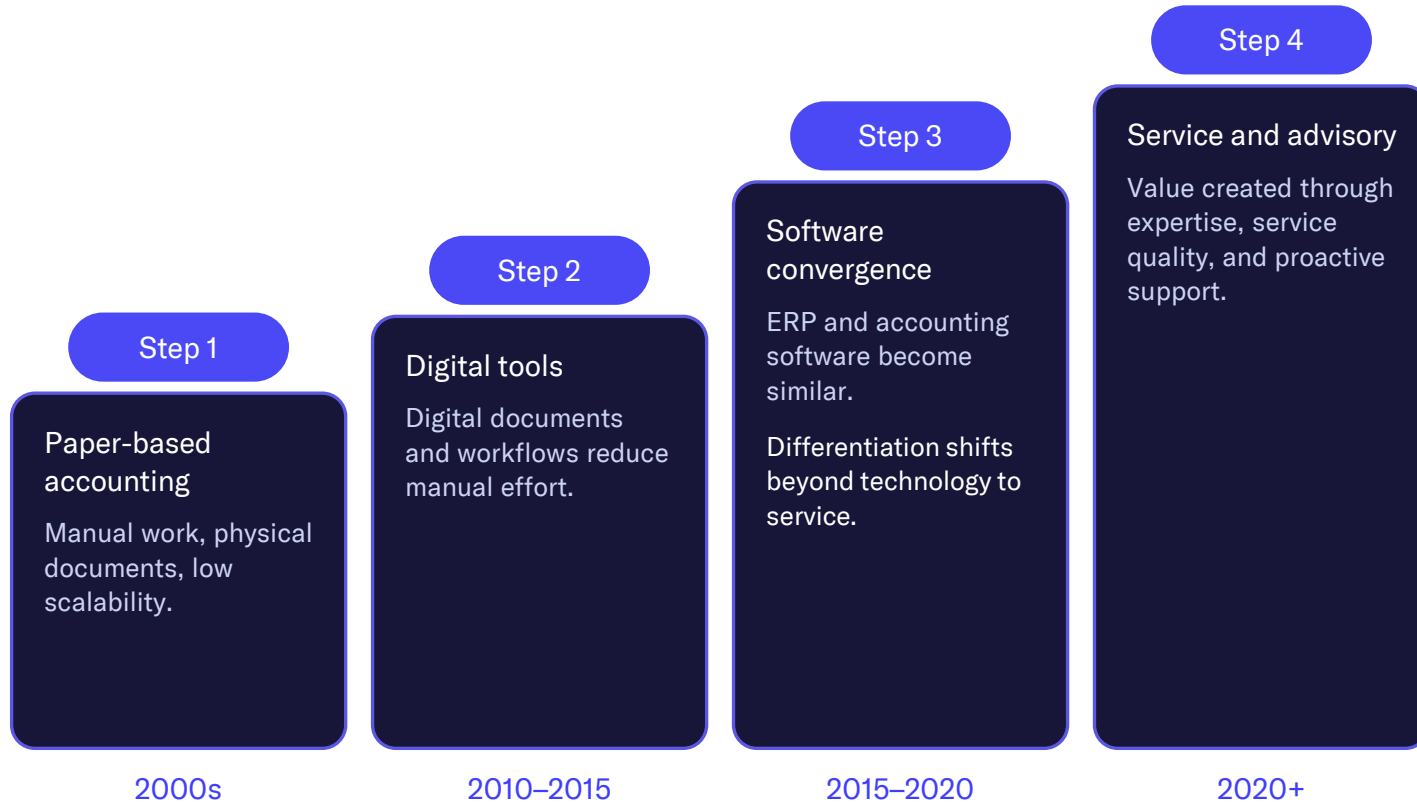 Step 1
Paper-based
accounting
Manual work, physical
documents, low
scalability.
2000s
Step 2
Digital tools
Digital documents
and workflows reduce
manual effort.
2010–2015
Step 3
Software
convergence
ERP and accounting
software become
similar.
Differentiation shifts
beyond technology to
service.
2015–2020
Step 4
Service and advisory
Value created through
expertise, service
quality, and proactive
support.
2020+